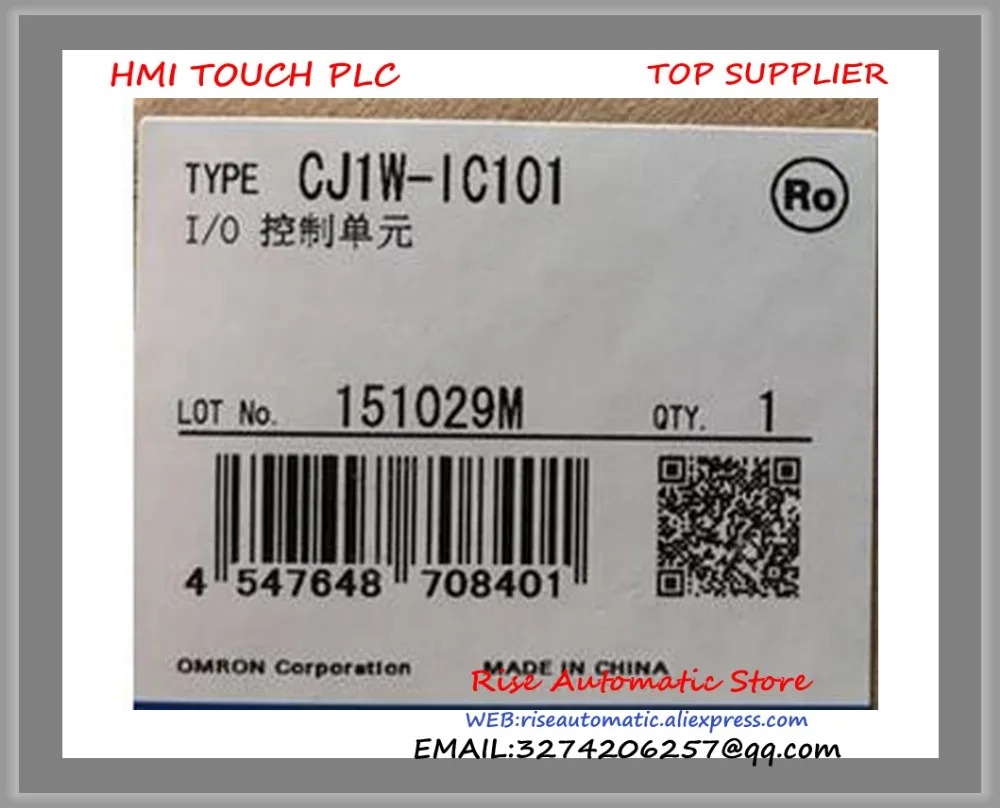 HMI TOUCH PLC
TOP SUPPLIER
TYPE CJ1W-IC101
Ro
I/O 控制单元
LOT No. 151029M QTY. 1
4 547648 708401
OMRON Corporation MADE IN CHINA
Rise Automatic Store
WEB:riseautomatic.aliexpress.com
EMAIL:3274206257@qq.com